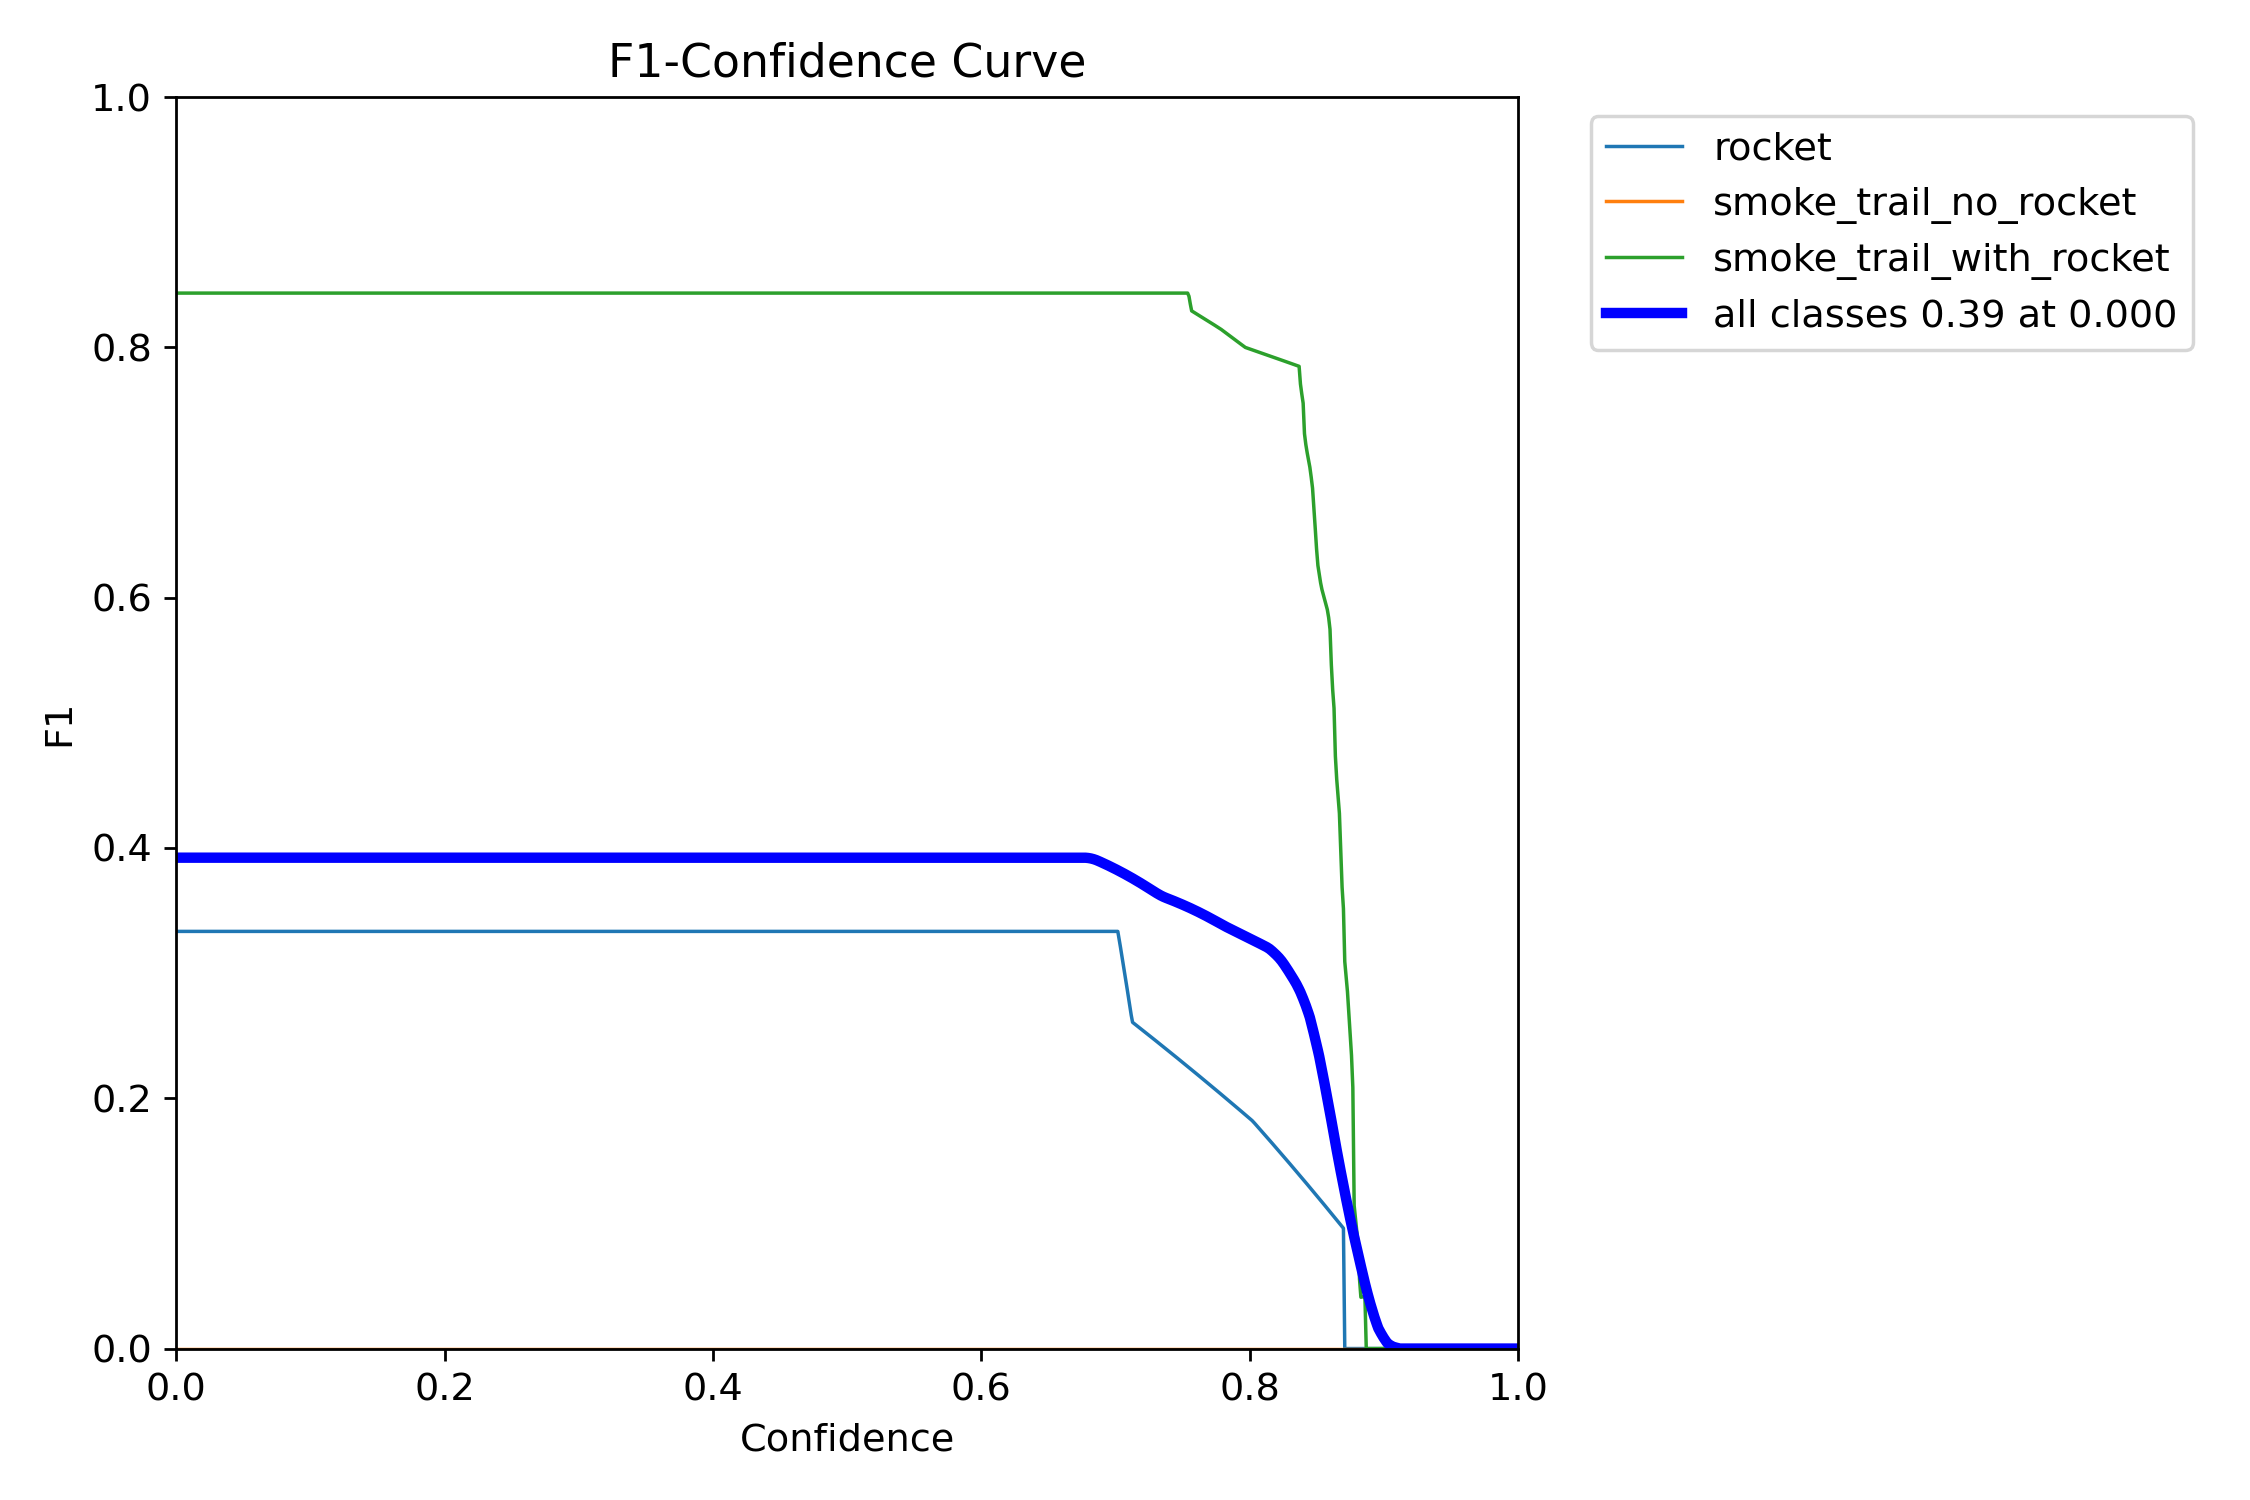 F1-Confidence Curve
1.0
0.8
0.6
0.4
0.2
0.0
F1
0.0 0.2 0.4 0.6 0.8 1.0
Confidence
rocket
smoke_trail_no_rocket
smoke_trail_with_rocket
all classes 0.39 at 0.000